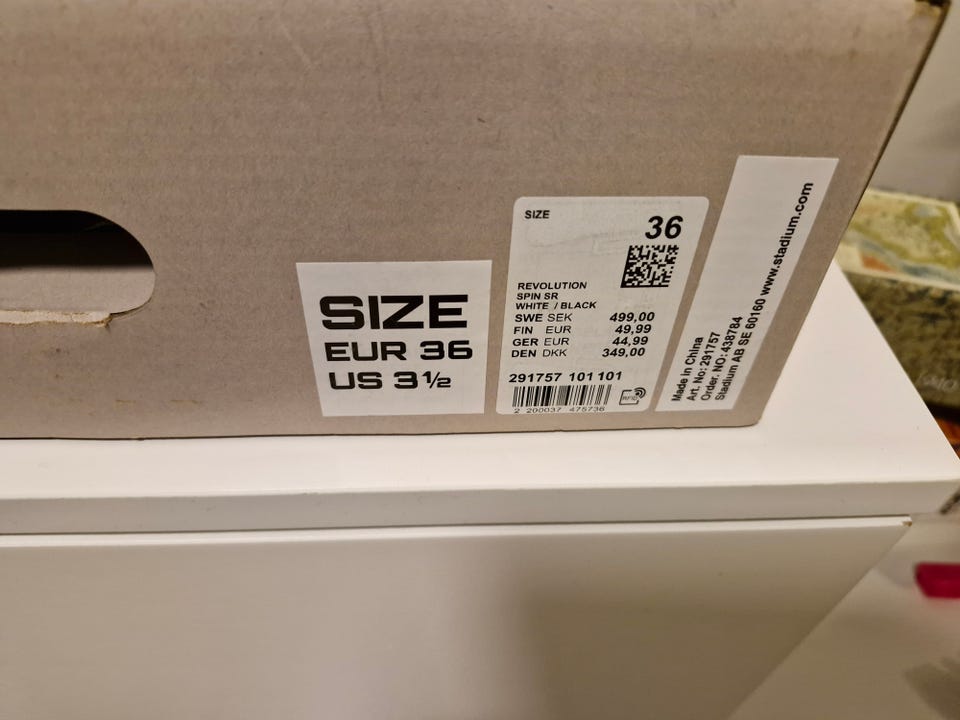 SIZE
EUR 36
US 3½
SIZE
36
REVOLUTION
SPIN SR
WHITE / BLACK
SWE SEK 499,00
FIN EUR 49,99
GER EUR 44,99
DEN DKK 349,00
291757 101101
2 200037 475736
RFID
Made in China
Art. No: 291757
Order. NO: 438784
Stadium AB SE 60160 www.stadium.com